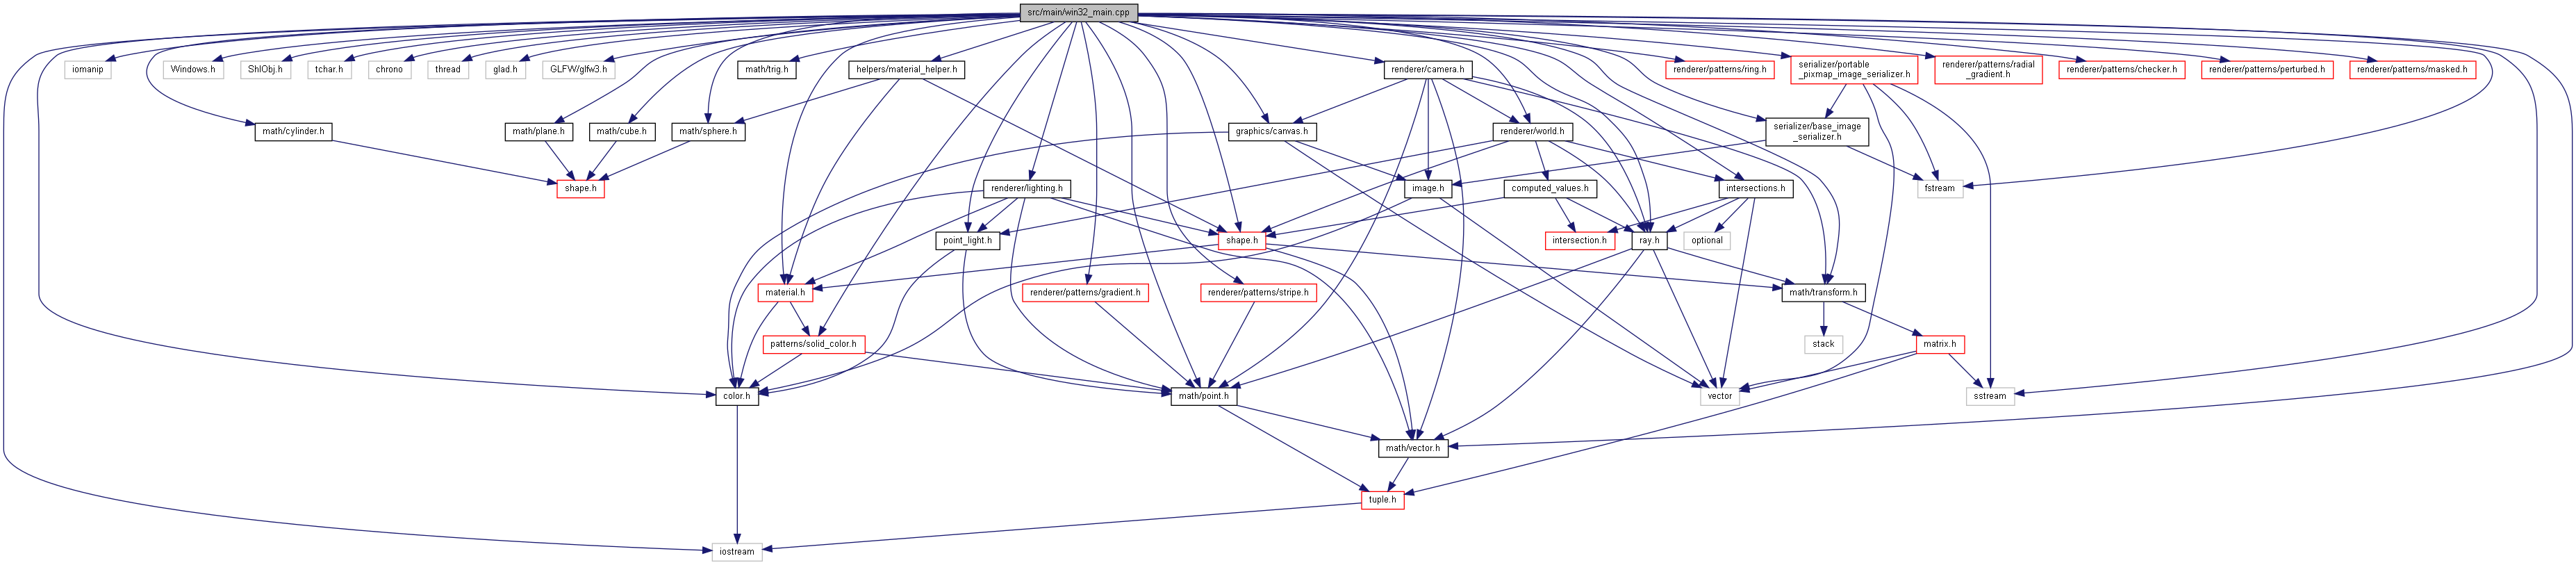 src/main/win32_main.cpp
iomanip
Windows.h
ShlObj.h
tchar.h
chrono
thread
glad.h
GLFW/glfw3.h
math/trig.h
helpers/material_helper.h
renderer/camera.h
renderer/patterns/ring.h
serializer/portable
_pixmap_image_serializer.h
renderer/patterns/radial
_gradient.h
renderer/patterns/checker.h
renderer/patterns/perturbed.h
renderer/patterns/masked.h
math/cylinder.h
math/plane.h
math/cube.h
math/sphere.h
graphics/canvas.h
renderer/world.h
serializer/base_image
_serializer.h
shape.h
renderer/lighting.h
image.h
computed_values.h
intersections.h
fstream
point_light.h
shape.h
intersection.h
ray.h
optional
material.h
renderer/patterns/gradient.h
renderer/patterns/stripe.h
math/transform.h
patterns/solid_color.h
stack
matrix.h
color.h
math/point.h
vector
sstream
math/vector.h
tuple.h
iostream